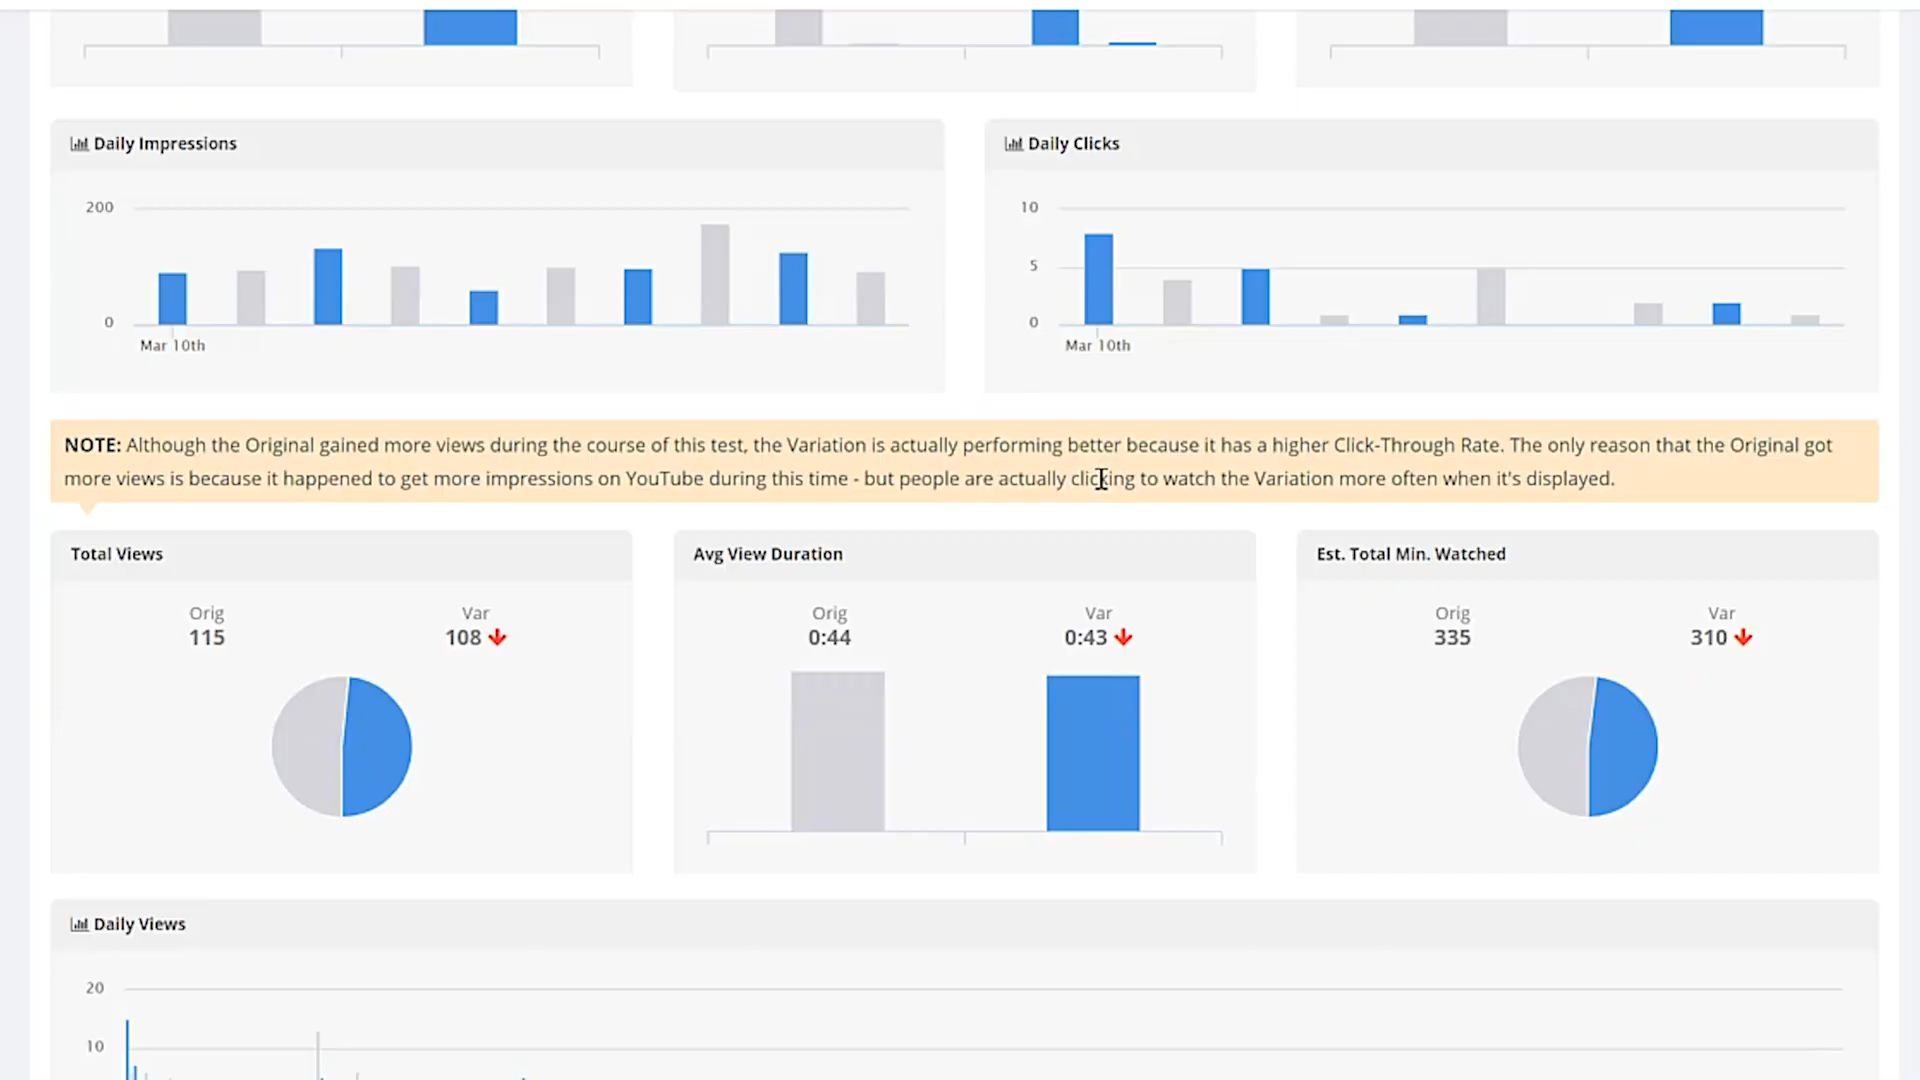 Daily Impressions
200
0
Mar 10th
Daily Clicks
10
5
0
Mar 10th
NOTE: Although the Original gained more views during the course of this test, the Variation is actually performing better because it has a higher Click-Through Rate. The only reason that the Original got
more views is because it happened to get more impressions on YouTube during this time - but people are actually clicking to watch the Variation more often when it's displayed.
Total Views
Orig Var
115 108
Avg View Duration
Orig Var
0:44 0:43
Est. Total Min. Watched
Orig Var
335 310
Daily Views
20
10